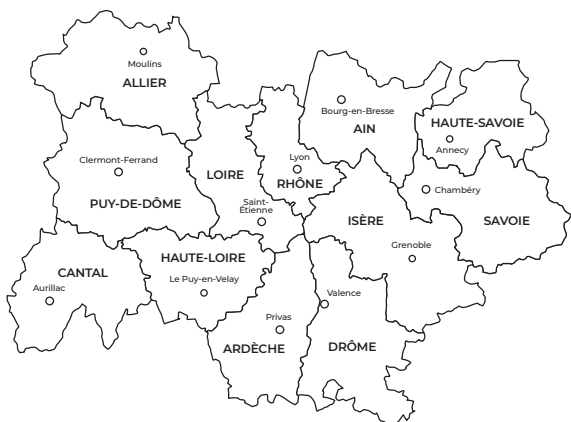 Moulins
ALLIER
Bourg-en-Bresse
AIN
HAUTE-SAVOIE
Annecy
Clermont-Ferrand
PUY-DE-DÔME
LOIRE
Saint-
Étienne
Lyon
RHÔNE
Chambéry
SAVOIE
ISÈRE
Grenoble
CANTAL
Aurillac
HAUTE-LOIRE
Le Puy-en-Velay
Privas
ARDÈCHE
Valence
DRÔME